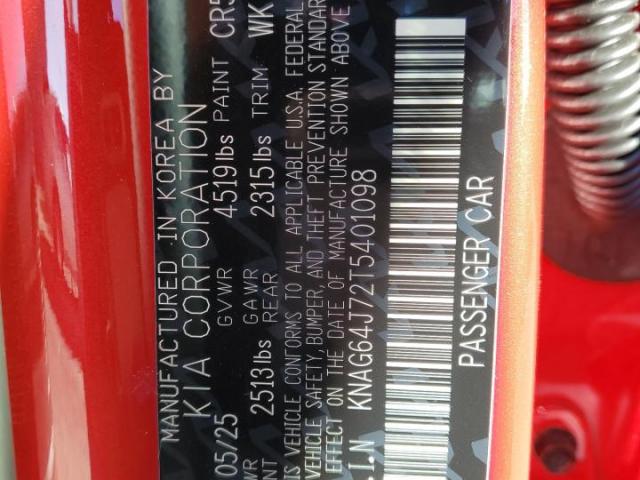 MANUFACTURED IN KOREA BY
KIA CORPORATION
05/25 GVWR 4519lbs PAINT CR5
GAWR GAWR
REAR 2315lbs TRIM WK
2513lbs
THIS VEHICLE CONFORMS TO ALL APPLICABLE U.S.A. FEDERAL
VEHICLE SAFETY, BUMPER, AND THEFT PREVENTION STANDAR
EFFECT ON THE DATE OF MANUFACTURE SHOWN ABOVE
.I.N KNAG64J72T5401098
PASSENGER CAR